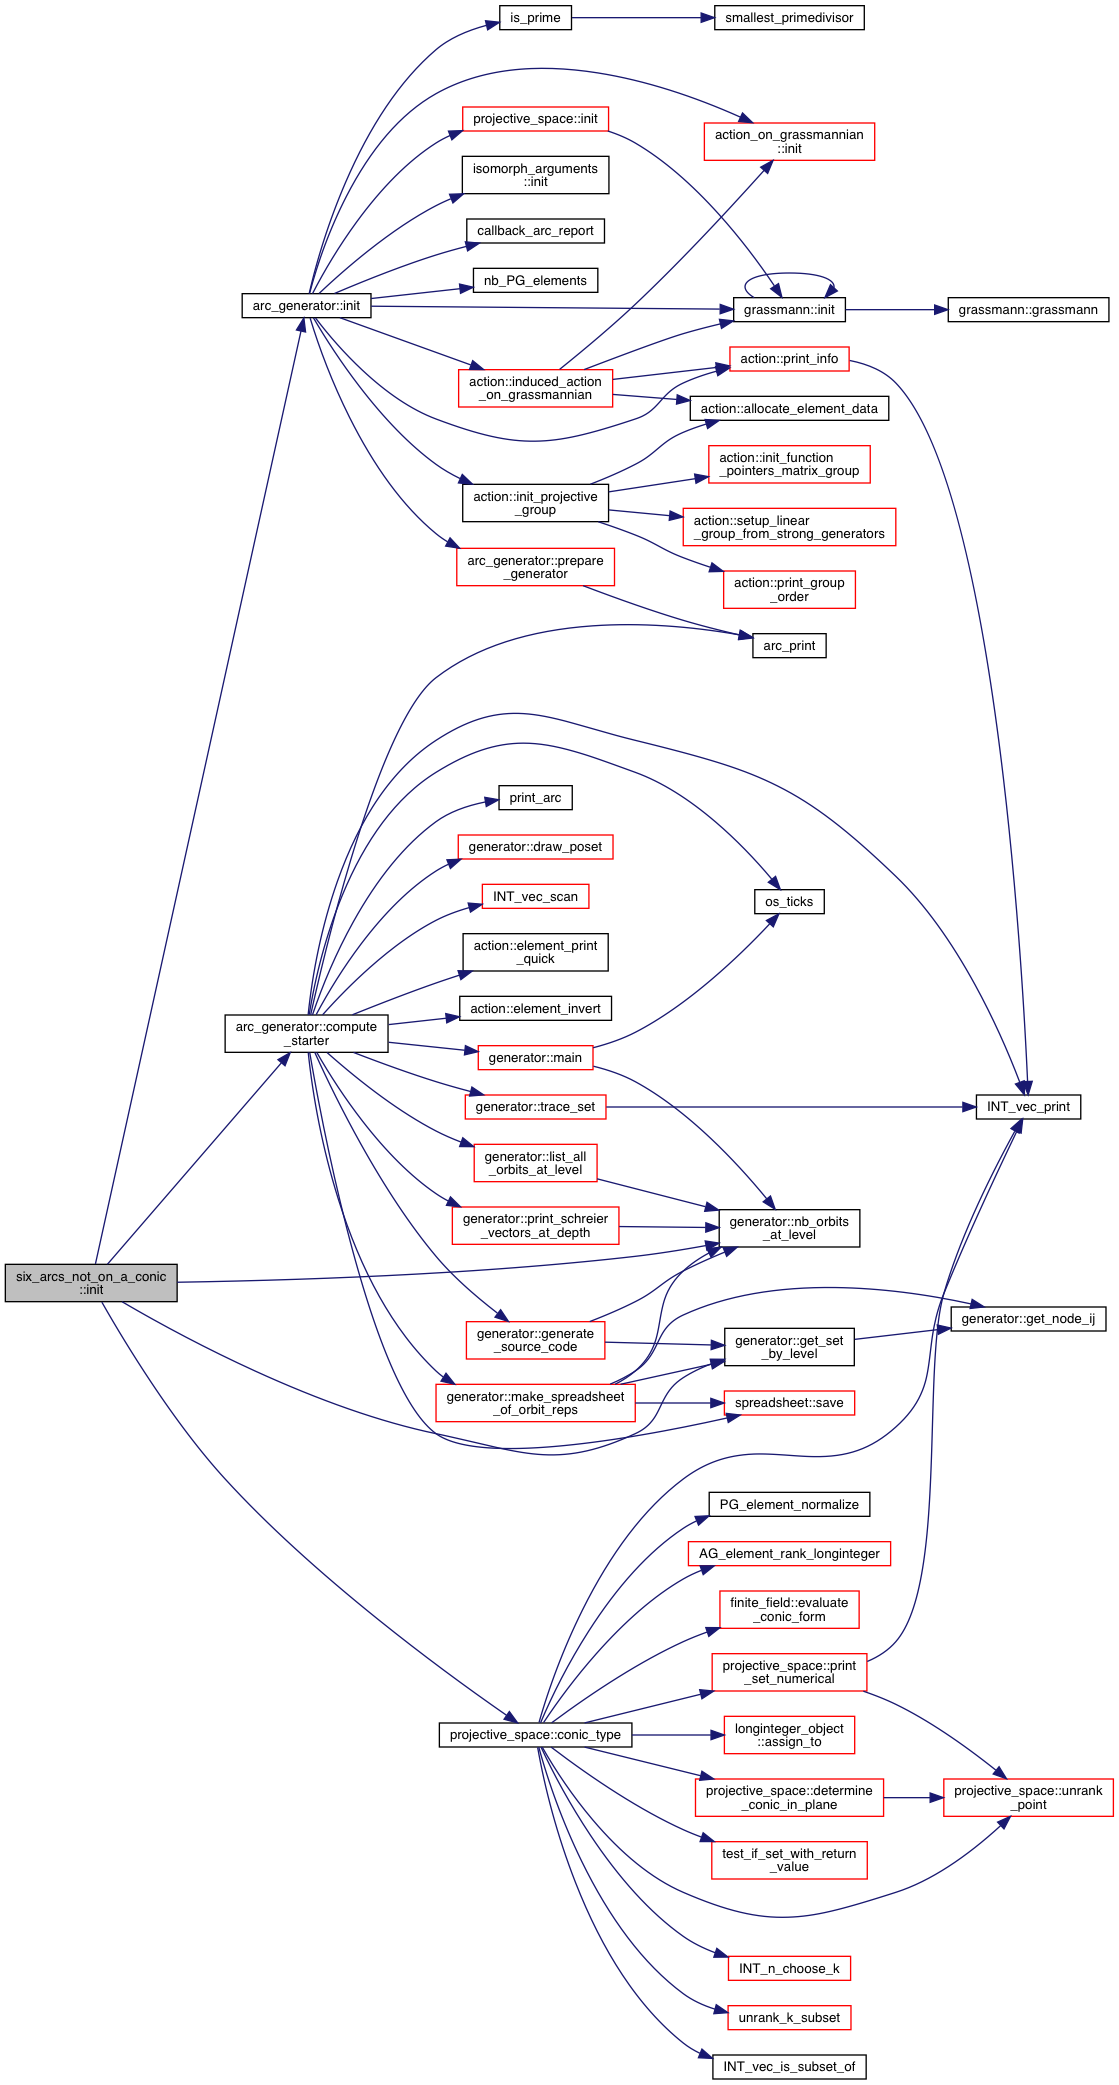 is_prime
smallest_primedivisor
projective_space::init
action_on_grassmannian
::init
isomorph_arguments
::init
callback_arc_report
nb_PG_elements
arc_generator::init
grassmann::init
grassmann::grassmann
action::print_info
action::induced_action
_on_grassmannian
action::allocate_element_data
action::init_function
_pointers_matrix_group
action::init_projective
_group
action::setup_linear
_group_from_strong_generators
arc_generator::prepare
_generator
action::print_group
_order
arc_print
print_arc
generator::draw_poset
INT_vec_scan
os_ticks
action::element_print
_quick
action::element_invert
arc_generator::compute
_starter
generator::main
generator::trace_set
INT_vec_print
generator::list_all
_orbits_at_level
generator::print_schreier
_vectors_at_depth
generator::nb_orbits
_at_level
six_arcs_not_on_a_conic
::init
generator::get_node_ij
generator::generate
_source_code
generator::get_set
_by_level
generator::make_spreadsheet
_of_orbit_reps
spreadsheet::save
PG_element_normalize
AG_element_rank_longinteger
finite_field::evaluate
_conic_form
projective_space::print
_set_numerical
projective_space::conic_type
longinteger_object
::assign_to
projective_space::determine
_conic_in_plane
projective_space::unrank
_point
test_if_set_with_return
_value
INT_n_choose_k
unrank_k_subset
INT_vec_is_subset_of